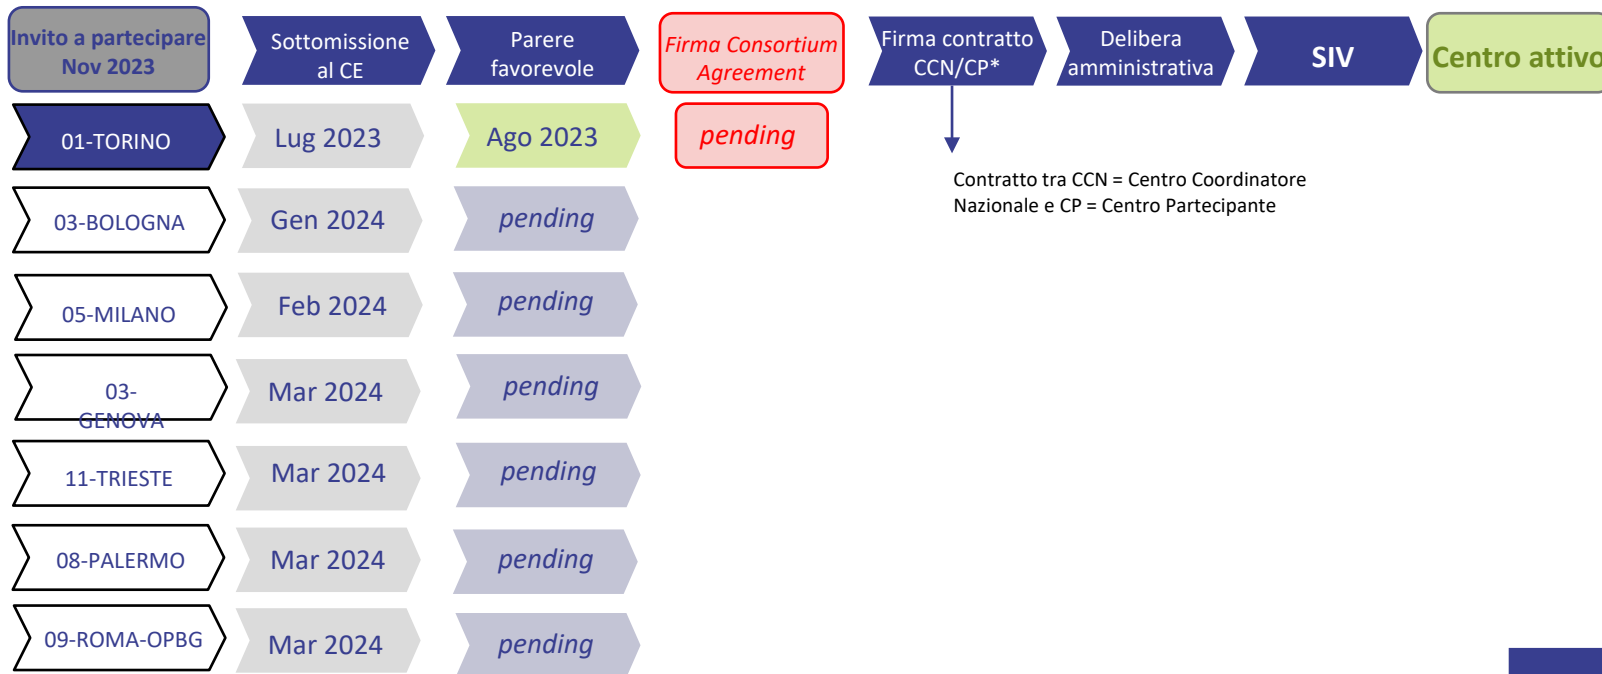 Invito a partecipare
Nov 2023
Sottomissione
al CE
Parere
favorevole
Firma Consortium
Agreement
Firma contratto
CCN/CP*
Delibera
amministrativa
SIV
Centro attivo
01-TORINO
Lug 2023
Ago 2023
pending
Contratto tra CCN = Centro Coordinatore
Nazionale e CP = Centro Partecipante
03-BOLOGNA
Gen 2024
pending
05-MILANO
Feb 2024
pending
03-
GENOVA
Mar 2024
pending
11-TRIESTE
Mar 2024
pending
08-PALERMO
Mar 2024
pending
09-ROMA-OPBG
Mar 2024
pending